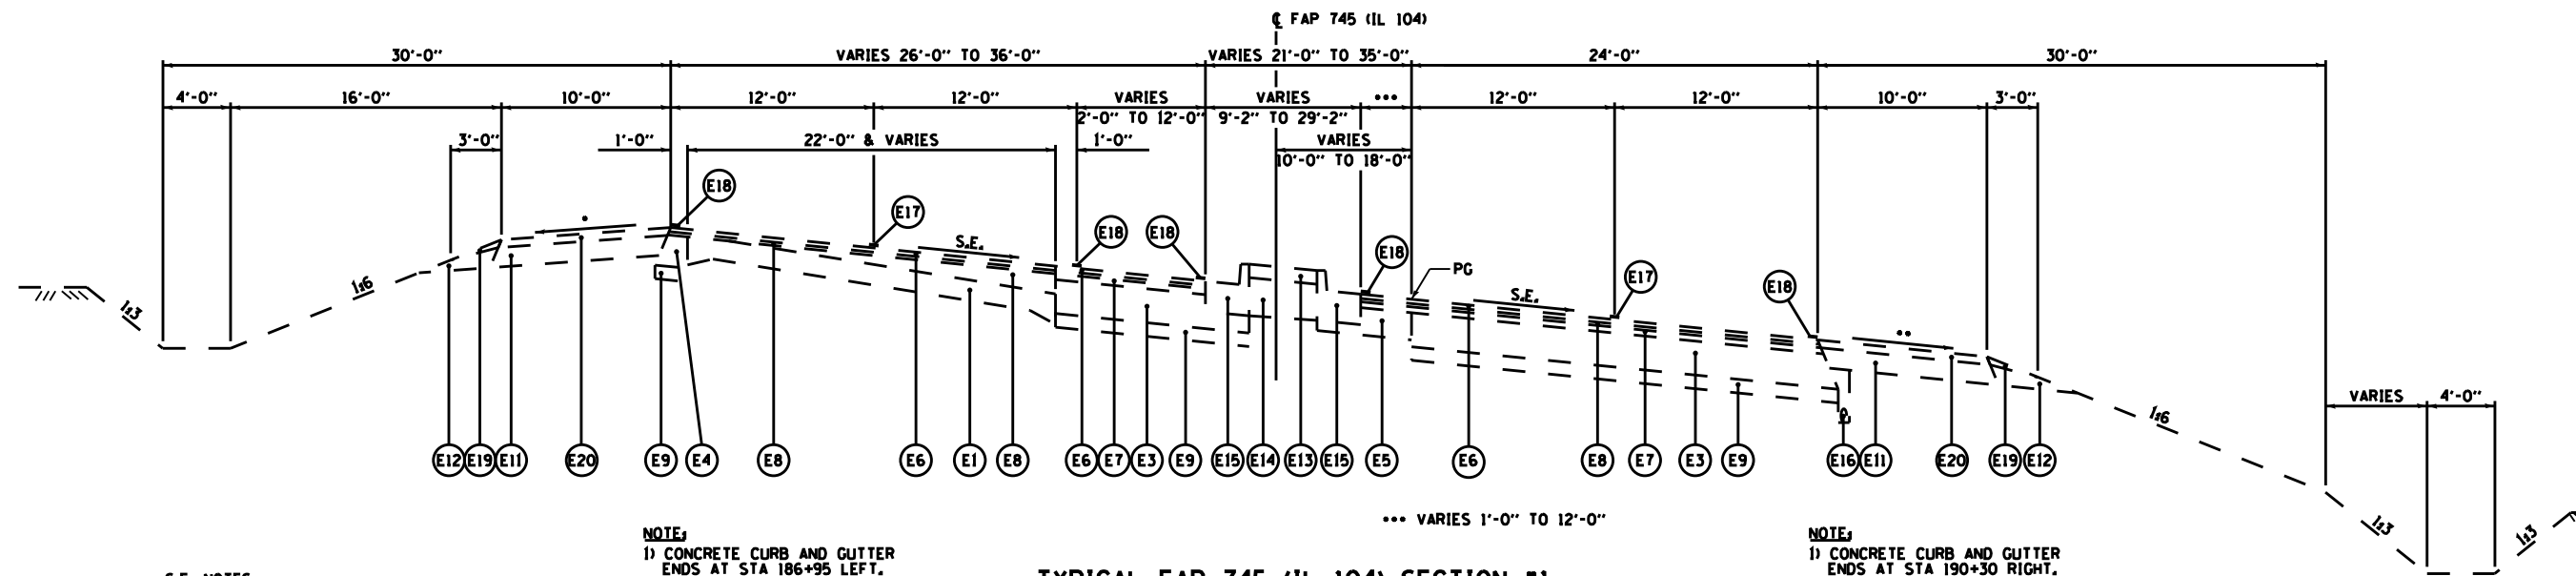 ℄ FAP 745 (IL 104)
30'-0" VARIES 26'-0" TO 36'-0" VARIES 21'-0" TO 35'-0" 24'-0" 30'-0"
4'-0" 16'-0" 10'-0" 12'-0" 12'-0" VARIES VARIES ••• 12'-0" 12'-0" 10'-0" 3'-0"
2'-0" TO 12'-0" 9'-2" TO 29'-2"
3'-0" 1'-0" 22'-0" & VARIES 1'-0" VARIES
10'-0" TO 18'-0"
E18
E17
• S.E. E18 E18 E18 PG
E17
1:6 S.E. E18
1:3 ••
VARIES 4'-0"
1:6
E12 E19 E11 E20 E9 E4 E8 E6 E1 E8 E6 E7 E3 E9 E15 E14 E13 E15 E5 E6 E8 E7 E3 E9 E16 E11 E20 E19 E12
••• VARIES 1'-0" TO 12'-0"
1:3 1:3
NOTE:
1) CONCRETE CURB AND GUTTER
ENDS AT STA 186+95 LEFT.
NOTE:
1) CONCRETE CURB AND GUTTER
ENDS AT STA 190+30 RIGHT.
S.E. NOTES
TYPICAL FAP 745 (IL 104) SECTION